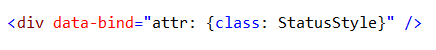 <div data-bind="attr: {class: StatusStyle}" />